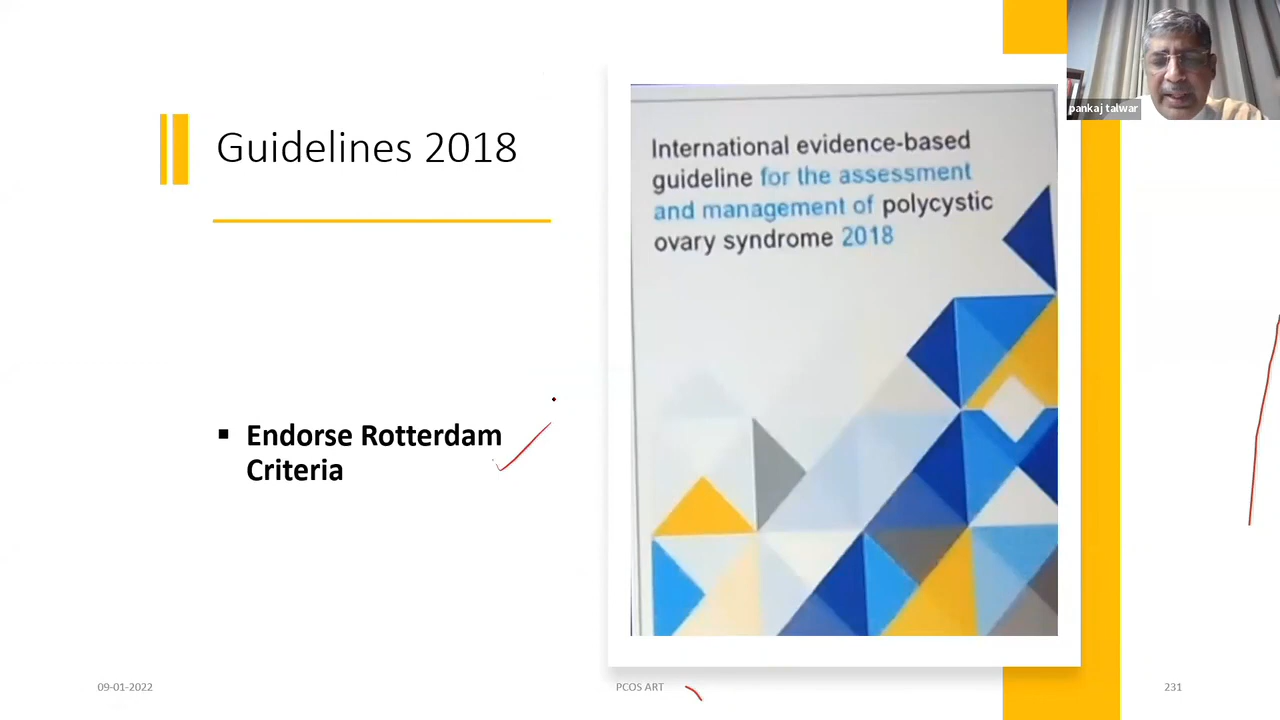 pankaj talwar
Guidelines 2018
International evidence-based
guideline for the assessment
and management of polycystic
ovary syndrome 2018
▪ Endorse Rotterdam
Criteria
09-01-2022
PCOS ART
231